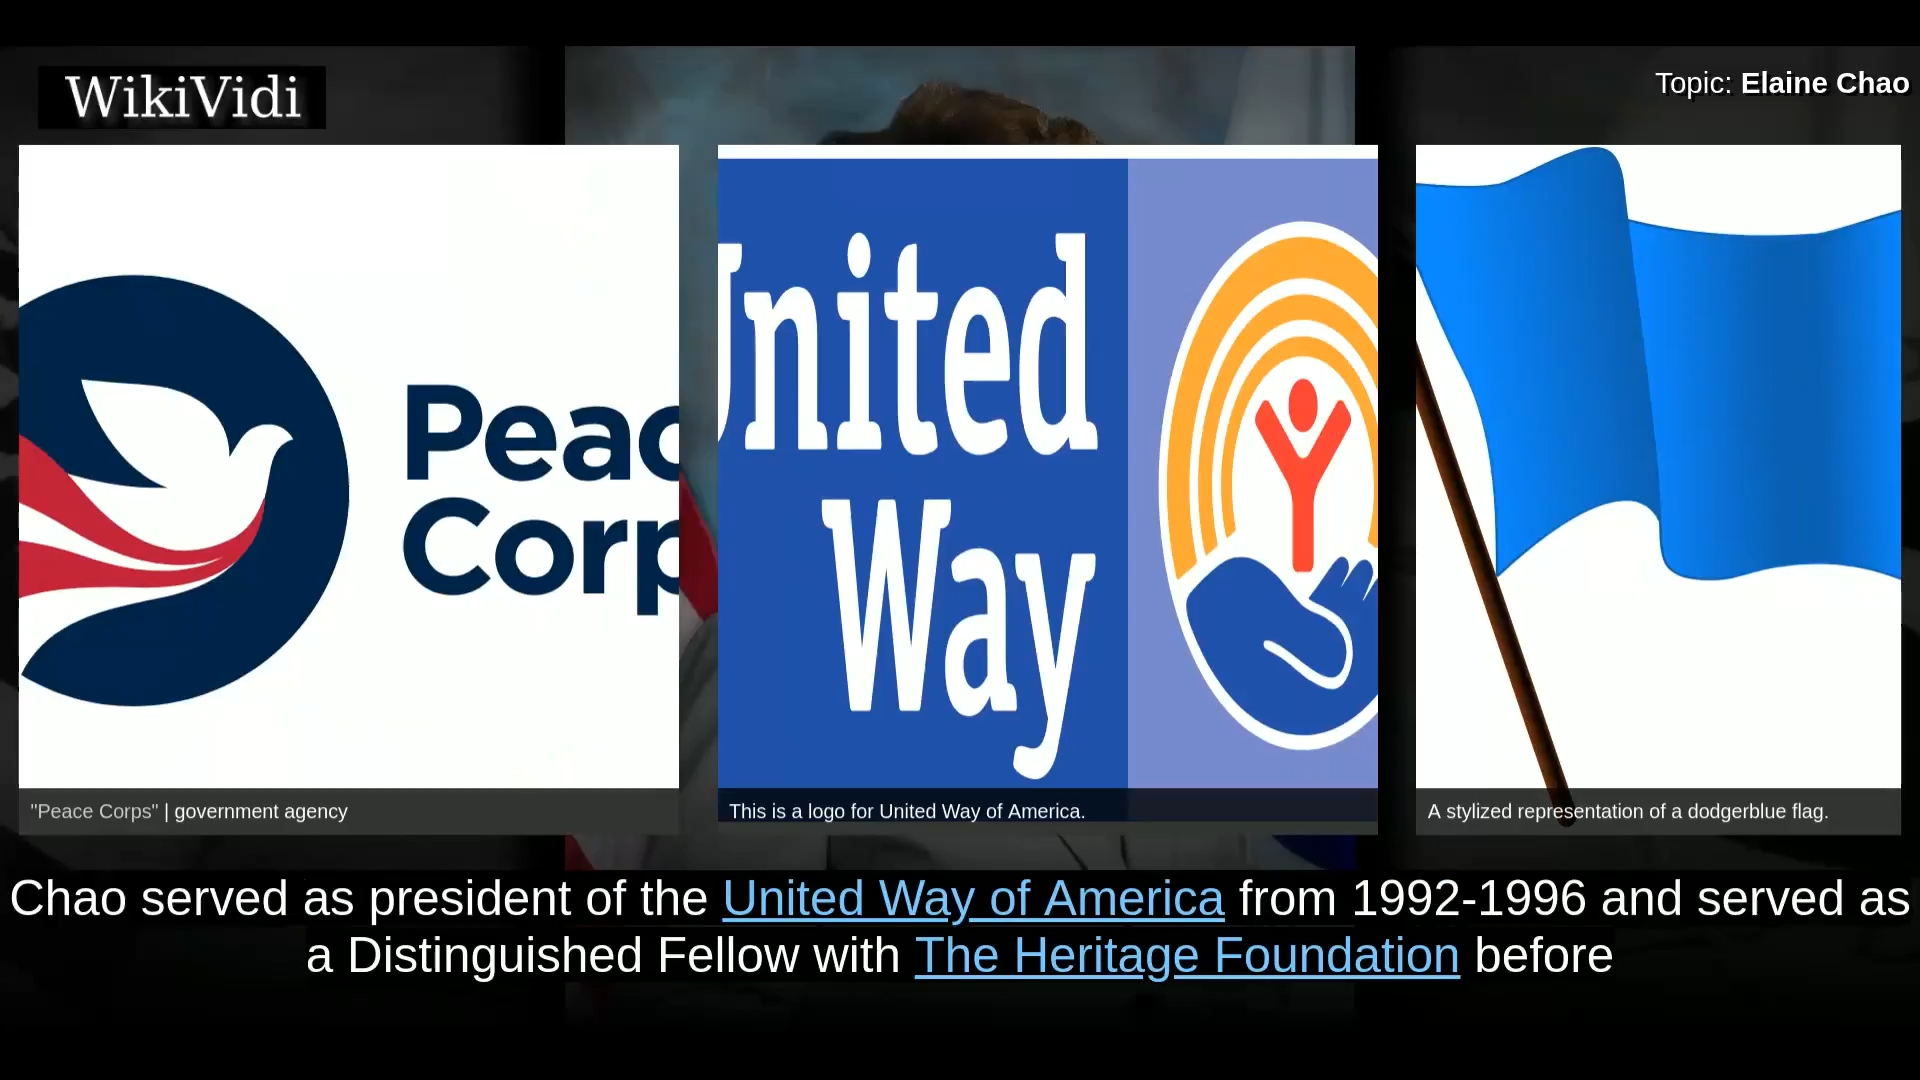 WikiVidi
Topic: Elaine Chao
Peac
Corp
United
Way
"Peace Corps" | government agency
This is a logo for United Way of America.
A stylized representation of a dodgerblue flag.
Chao served as president of the United Way of America from 1992-1996 and served as
a Distinguished Fellow with The Heritage Foundation before